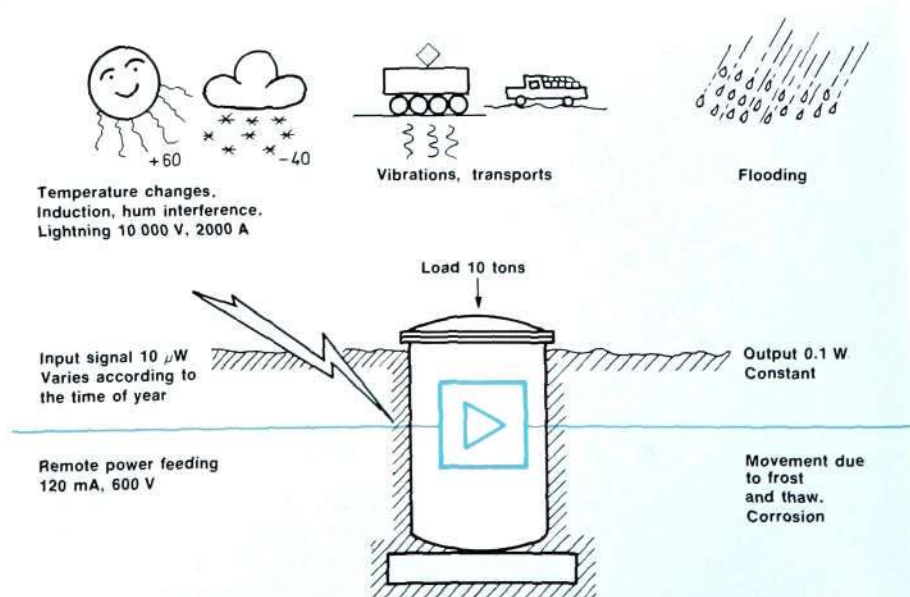 +60
-40
Temperature changes.
Induction, hum interference.
Lightning 10 000 V, 2000 A
Vibrations, transports
Flooding
Load 10 tons
Input signal 10 µW
Varies according to
the time of year
Output 0.1 W
Constant
Remote power feeding
120 mA, 600 V
Movement due
to frost
and thaw.
Corrosion